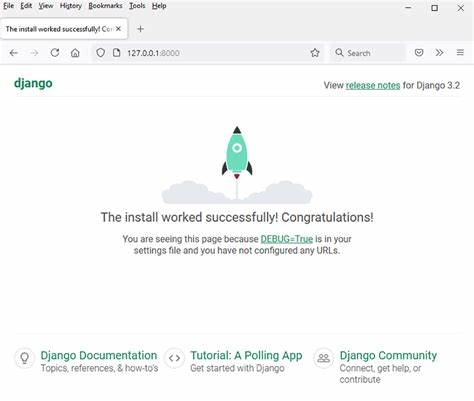 File Edit View History Bookmarks Tools Help
The install worked successfully! Con
127.0.0.1:8000
Search
django
View release notes for Django 3.2
The install worked successfully! Congratulations!
You are seeing this page because DEBUG=True is in your
settings file and you have not configured any URLs.
Django Documentation
Topics, references, & how-to's
Tutorial: A Polling App
Get started with Django
Django Community
Connect, get help, or
contribute